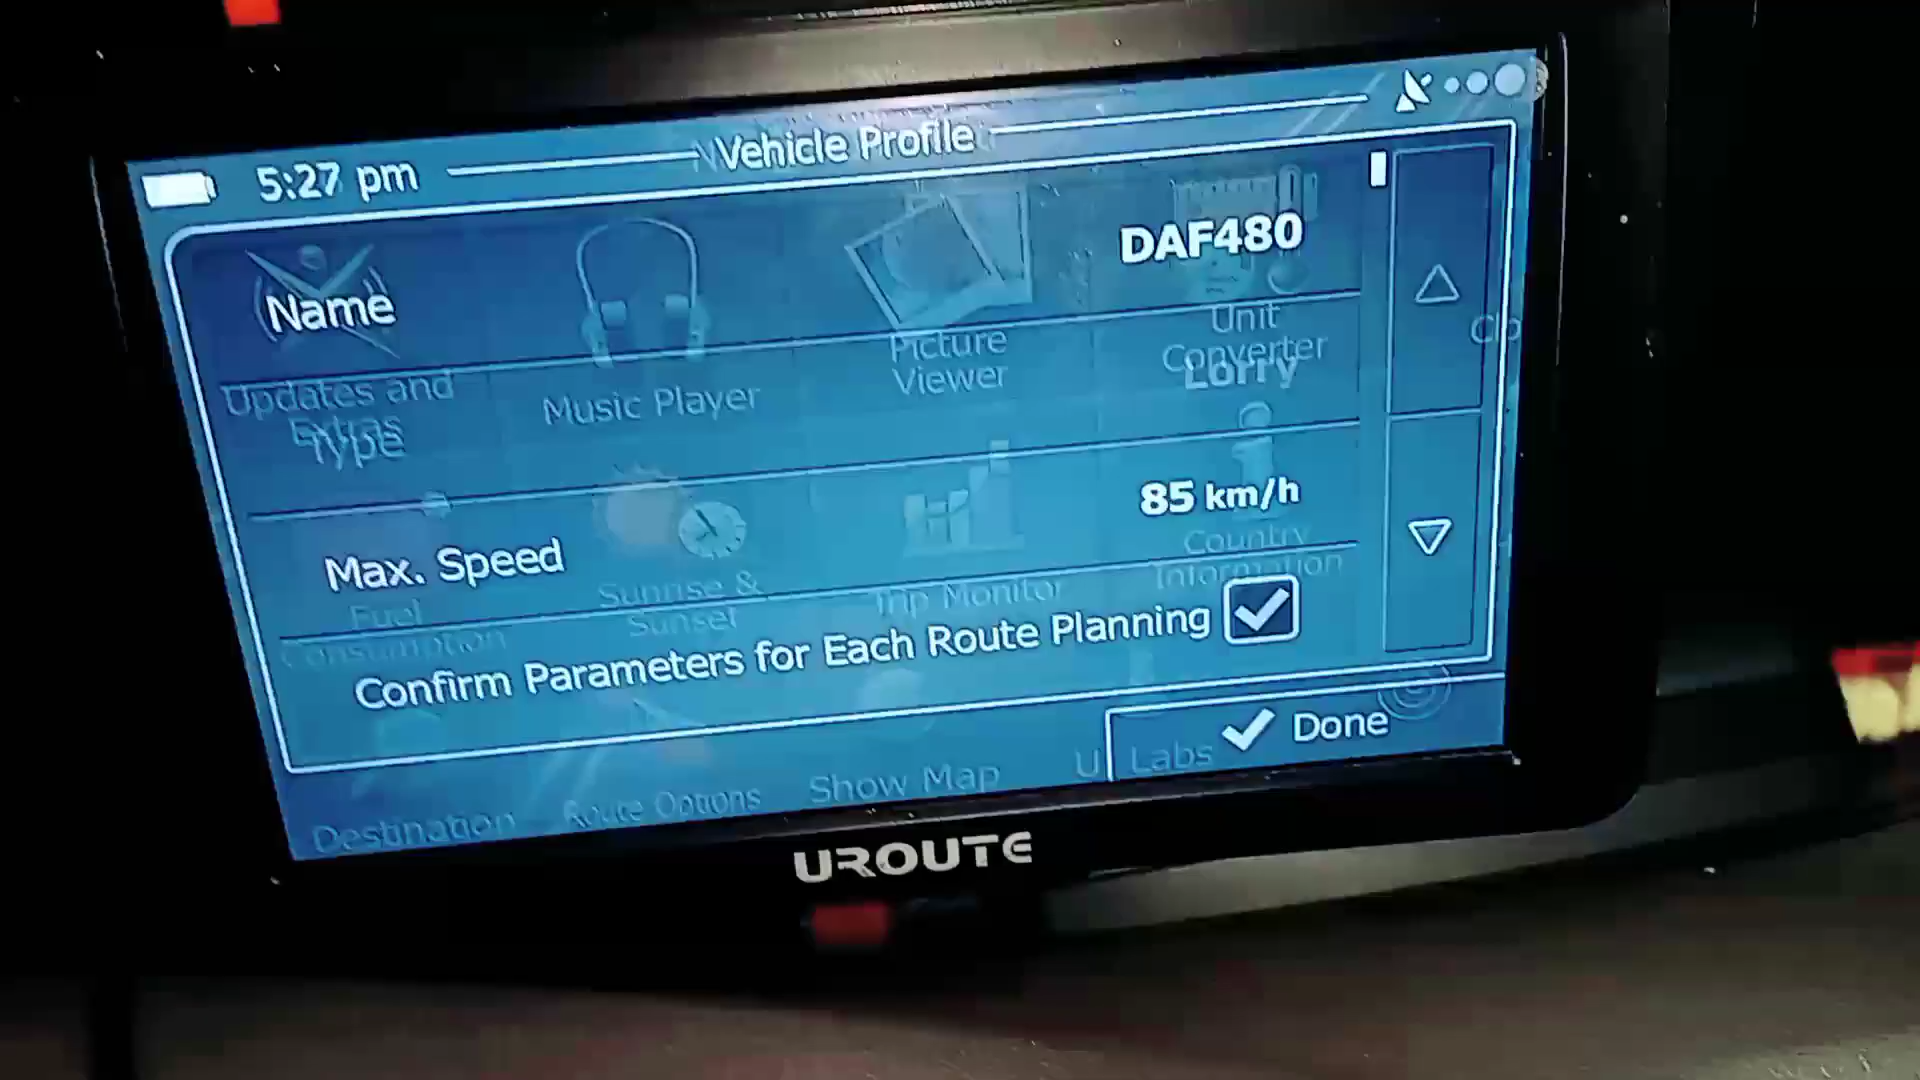 5:27 pm
Vehicle Profile
Name
DAF480
Updates and
Extras
Music Player
Picture
Viewer
Unit
Converter
Type
Lorry
Max. Speed
85 km/h
Fuel
Consumption
Sunrise &
Sunset
Trip Monitor
Country
Information
Confirm Parameters for Each Route Planning
Done
Destination
Route Options
Show Map
Labs
UROUTE